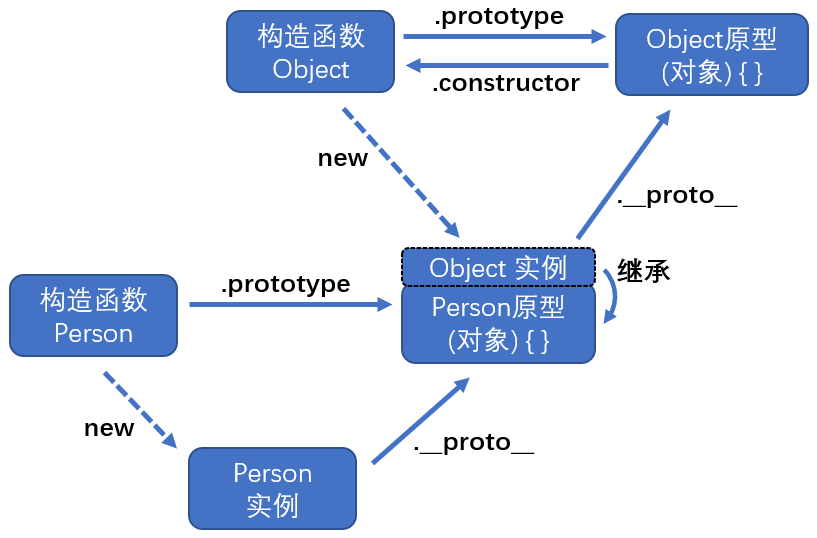 构造函数
Object
.prototype
.constructor
Object原型
(对象) { }
new
.__proto__
Object 实例
继承
构造函数
Person
.prototype
Person原型
(对象) { }
new
.__proto__
Person
实例